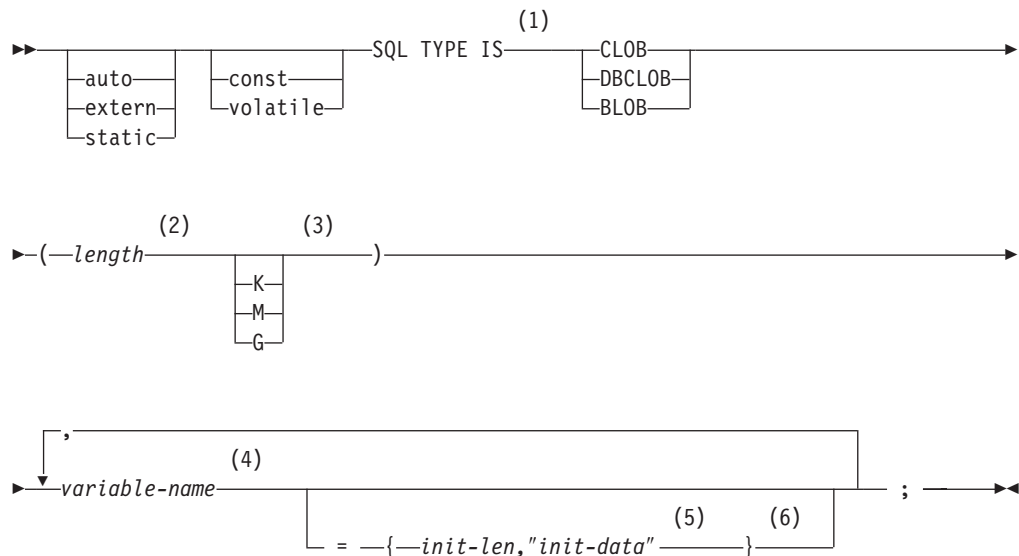 (1)
SQL TYPE IS CLOB
auto const DBCLOB
extern volatile BLOB
static
(2) (3)
( length )
K
M
G
,
(4)
variable-name ;
(5) (6)
= { init-len,"init-data" }